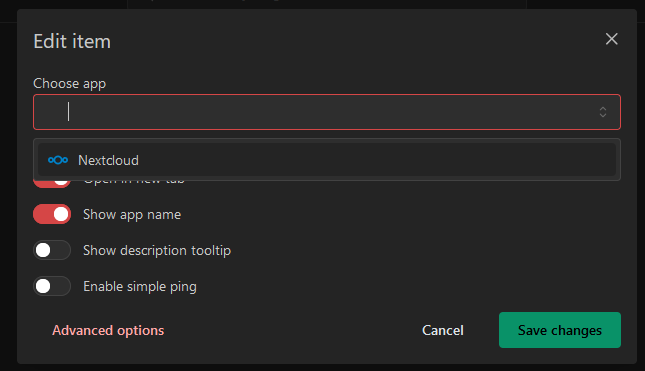 Edit item
Choose app
Nextcloud
Open in new tab
Show app name
Show description tooltip
Enable simple ping
Advanced options
Cancel
Save changes